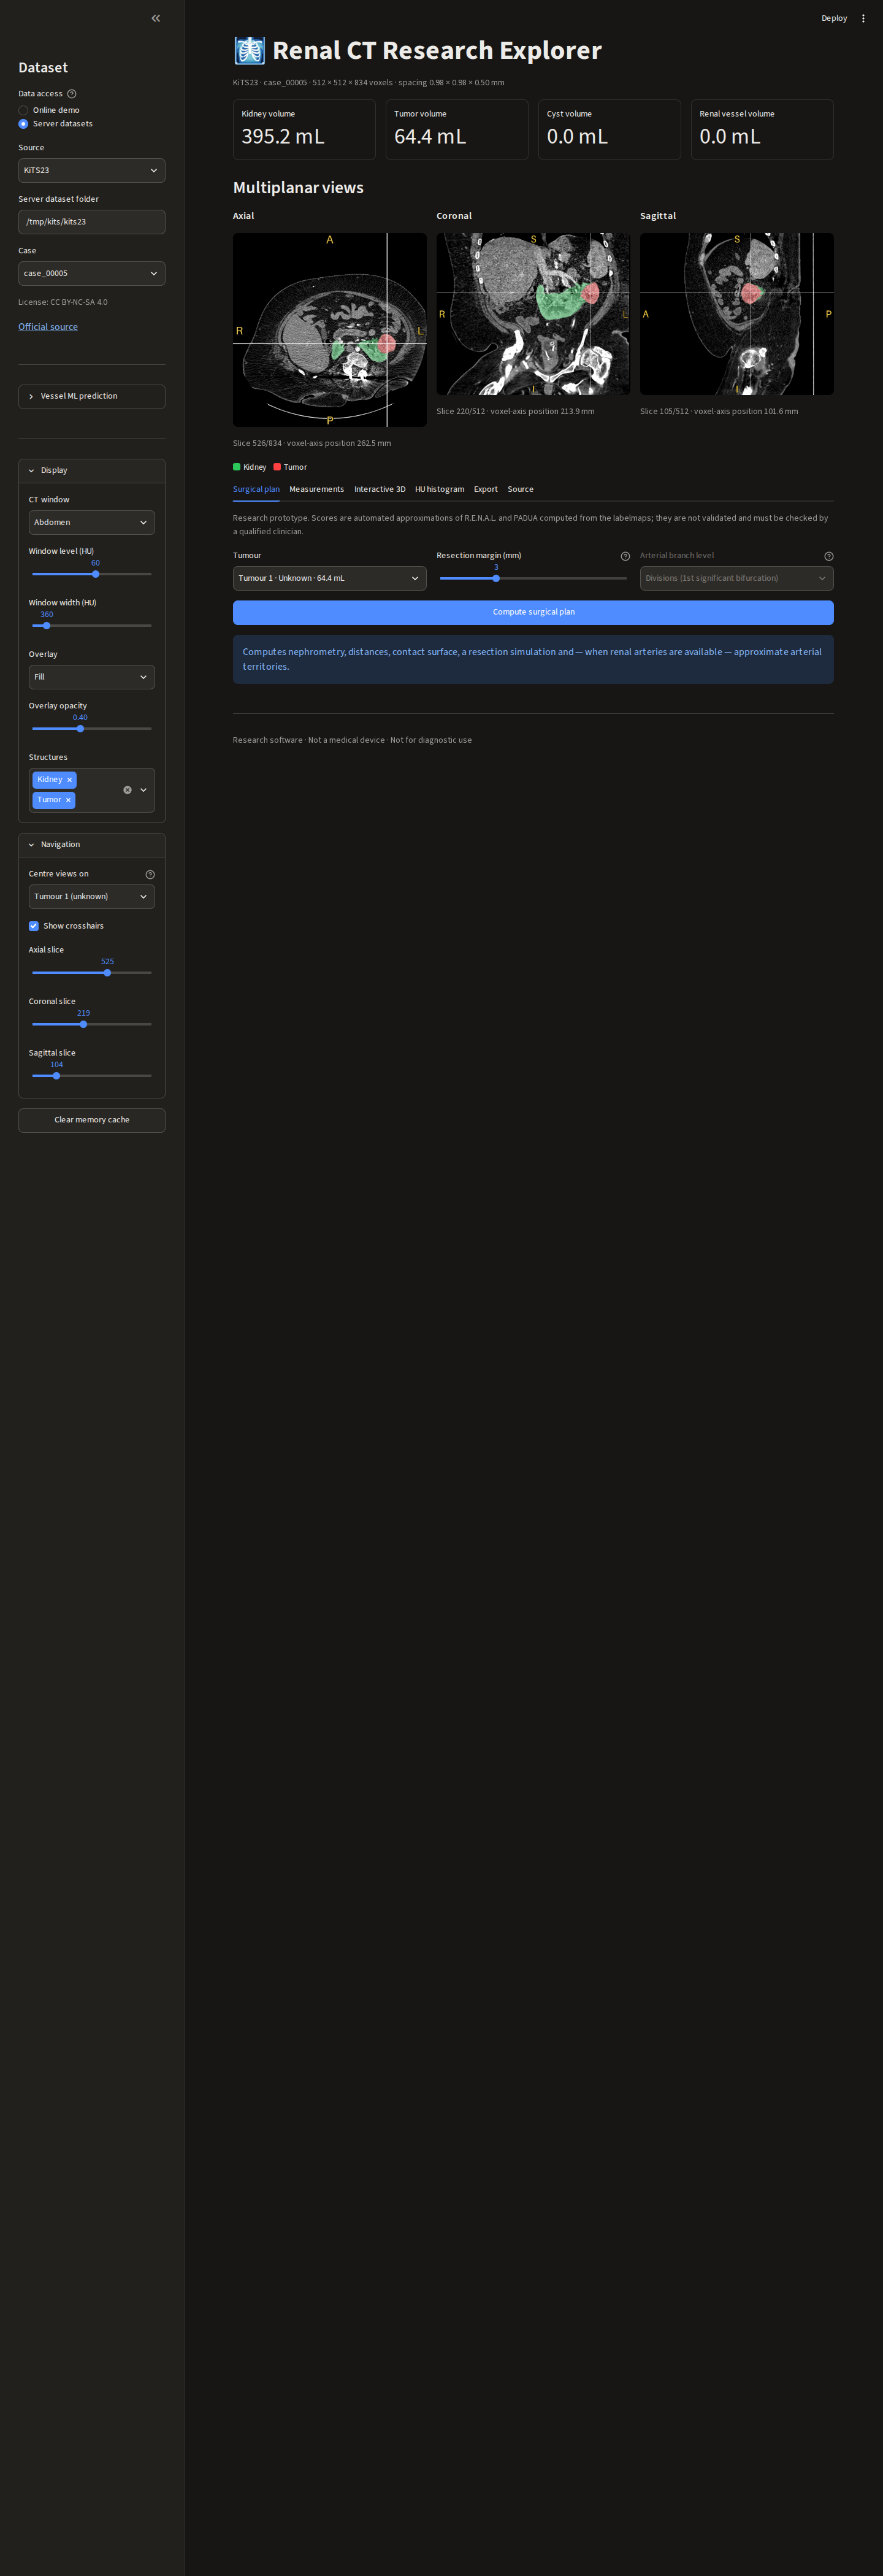 Deploy
Dataset
Data access
Online demo
Server datasets
Source
KiTS23
Server dataset folder
/tmp/kits/kits23
Case
case_00005
License: CC BY-NC-SA 4.0
Official source
Vessel ML prediction
Display
CT window
Abdomen
Window level (HU)
60
Window width (HU)
360
Overlay
Fill
Overlay opacity
0.40
Structures
Kidney
Tumor
Navigation
Centre views on
Tumour 1 (unknown)
Show crosshairs
Axial slice
525
Coronal slice
219
Sagittal slice
104
Clear memory cache
Renal CT Research Explorer
KiTS23 · case_00005 · 512 × 512 × 834 voxels · spacing 0.98 × 0.98 × 0.50 mm
Kidney volume
395.2 mL
Tumor volume
64.4 mL
Cyst volume
0.0 mL
Renal vessel volume
0.0 mL
Multiplanar views
Axial
A
R
L
P
Slice 526/834 · voxel-axis position 262.5 mm
Coronal
S
R
L
I
Slice 220/512 · voxel-axis position 213.9 mm
Sagittal
S
A
P
I
Slice 105/512 · voxel-axis position 101.6 mm
Kidney Tumor
Surgical plan Measurements Interactive 3D HU histogram Export Source
Research prototype. Scores are automated approximations of R.E.N.A.L. and PADUA computed from the labelmaps; they are not validated and must be checked by
a qualified clinician.
Tumour
Tumour 1 · Unknown · 64.4 mL
Resection margin (mm)
3
Arterial branch level
Divisions (1st significant bifurcation)
Compute surgical plan
Computes nephrometry, distances, contact surface, a resection simulation and — when renal arteries are available — approximate arterial
territories.
Research software · Not a medical device · Not for diagnostic use